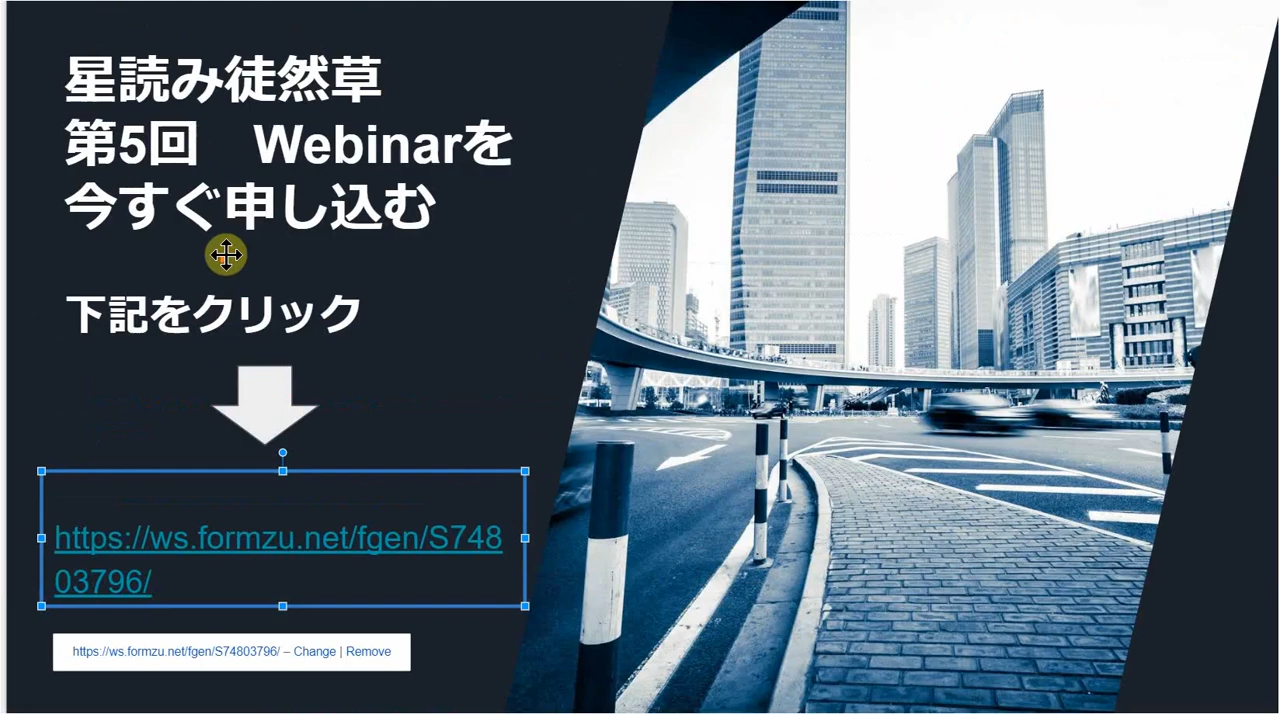 星読み徒然草
第5回　Webinarを
今すぐ申し込む
下記をクリック
https://ws.formzu.net/fgen/S748
03796/
https://ws.formzu.net/fgen/S74803796/ – Change | Remove